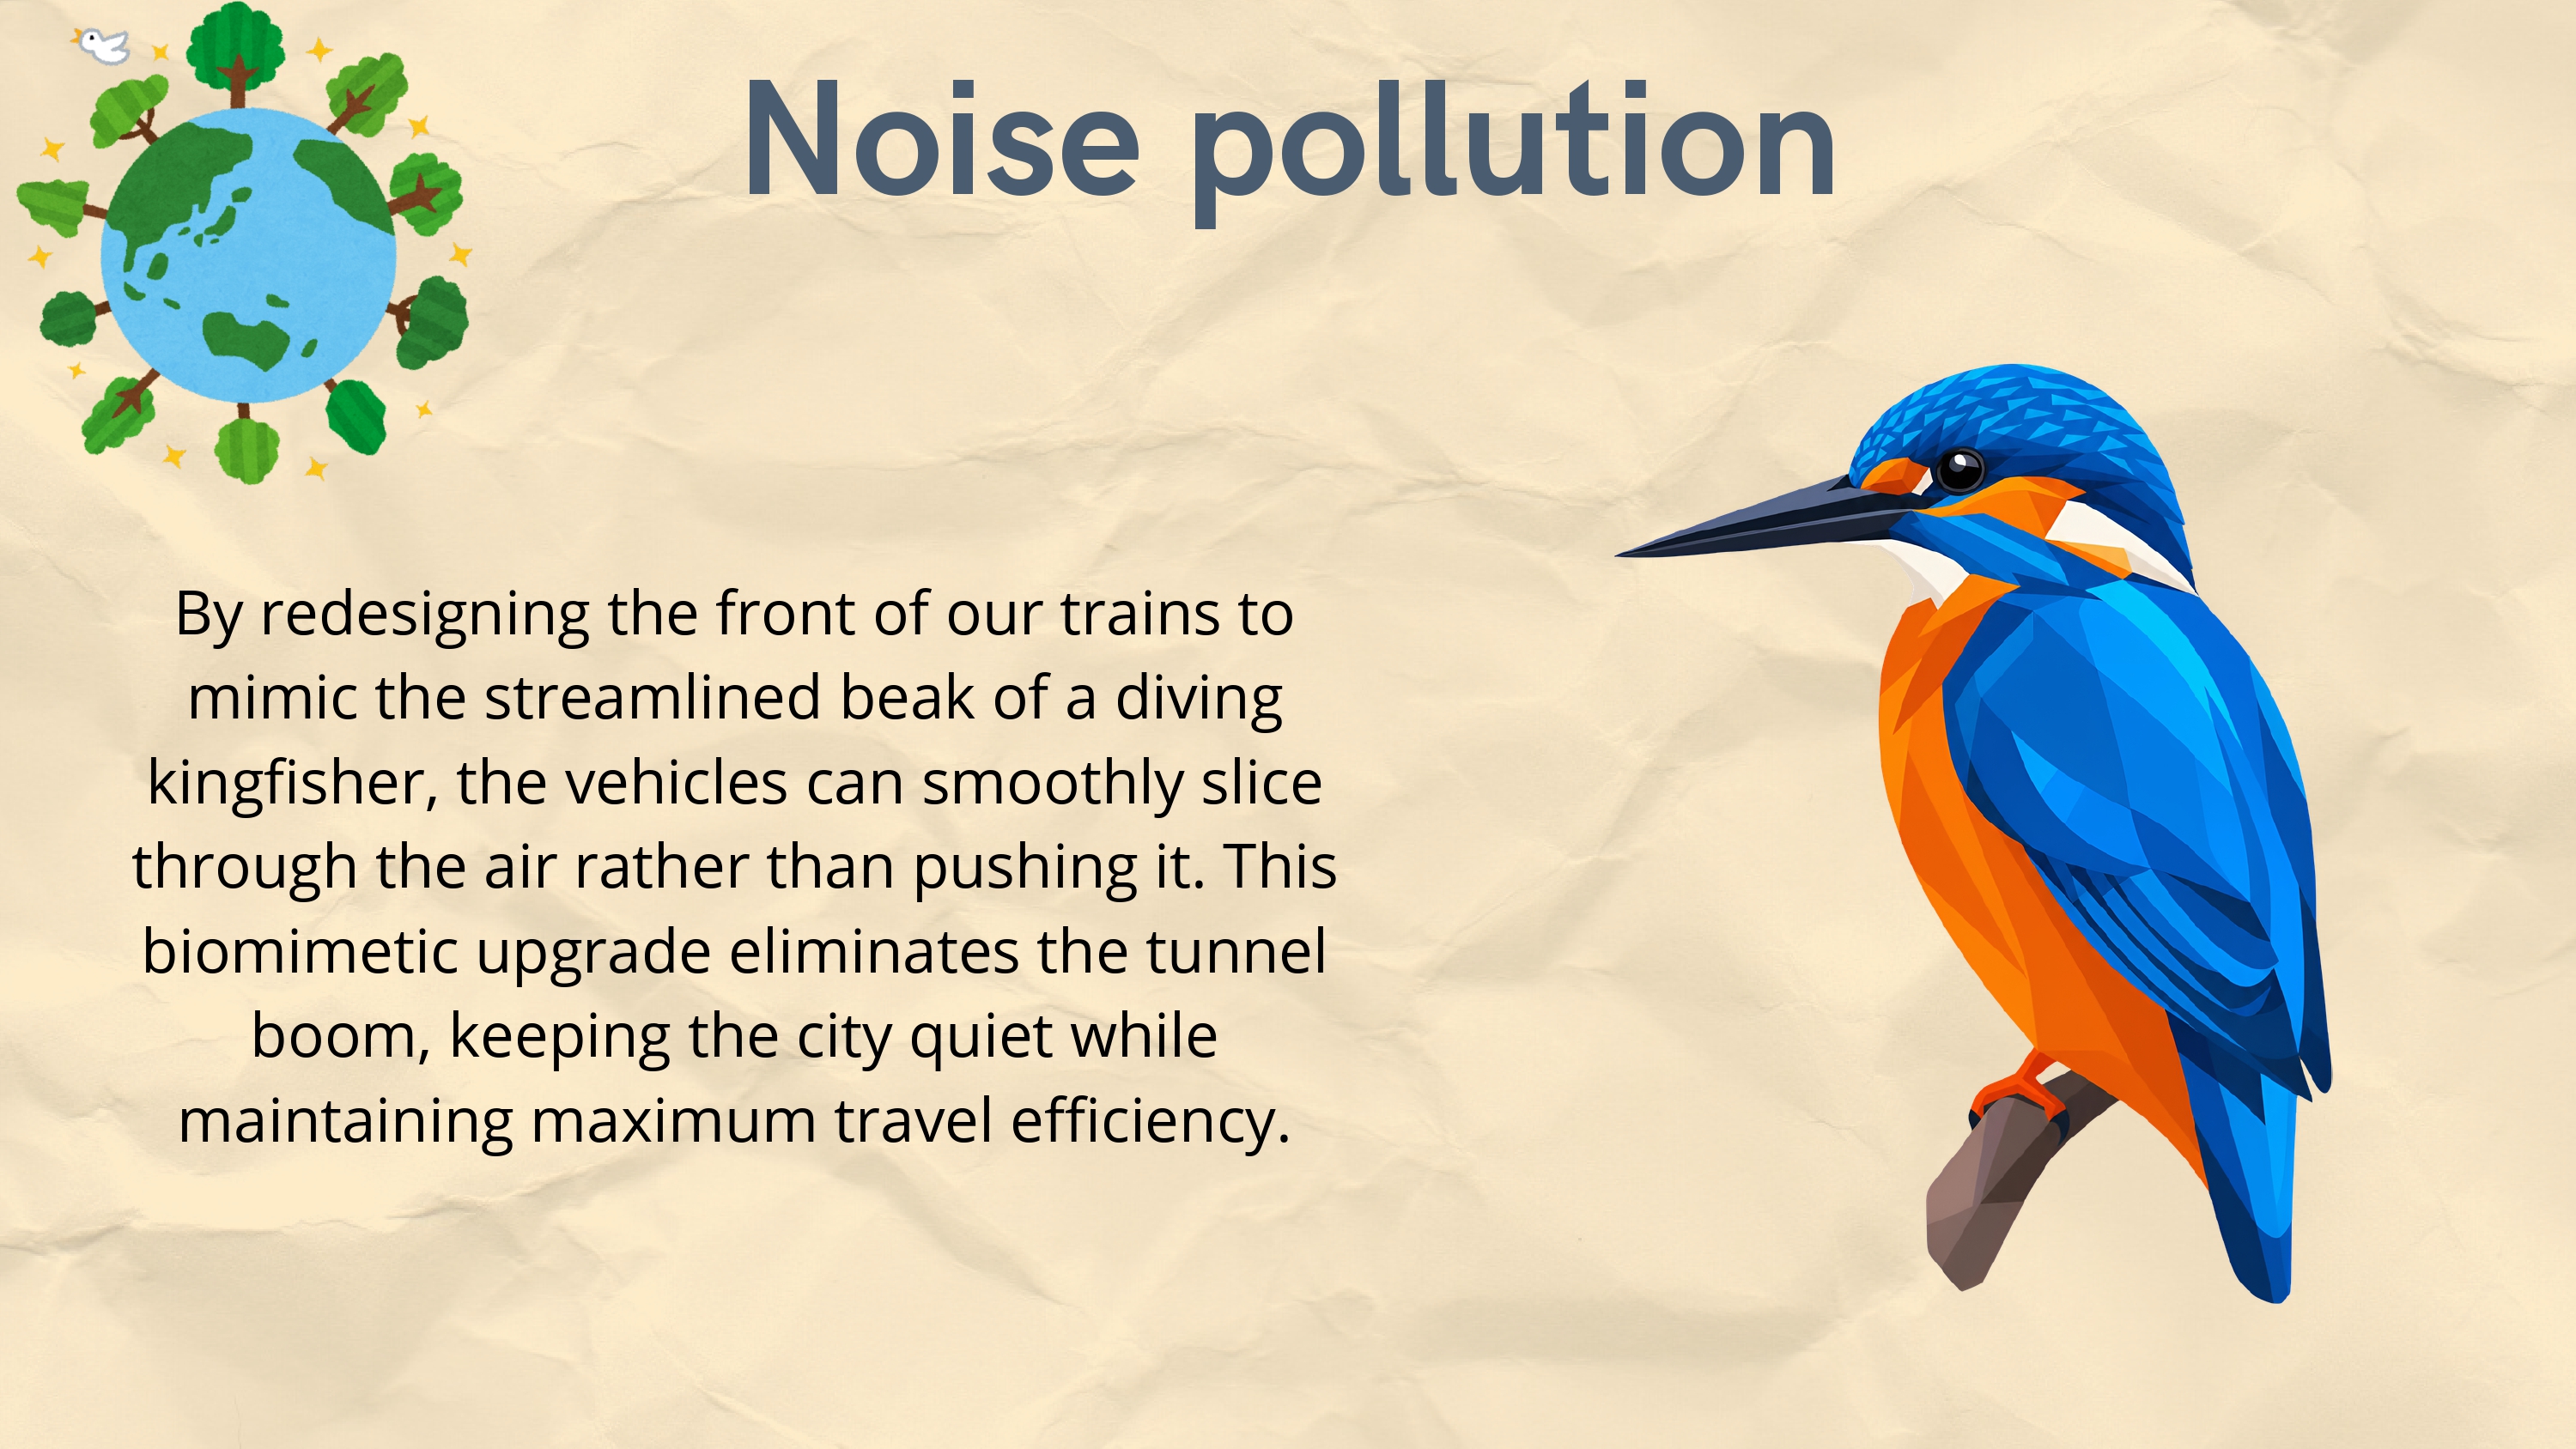 Noise pollution
By redesigning the front of our trains to
mimic the streamlined beak of a diving
kingfisher, the vehicles can smoothly slice
through the air rather than pushing it. This
biomimetic upgrade eliminates the tunnel
boom, keeping the city quiet while
maintaining maximum travel efficiency.